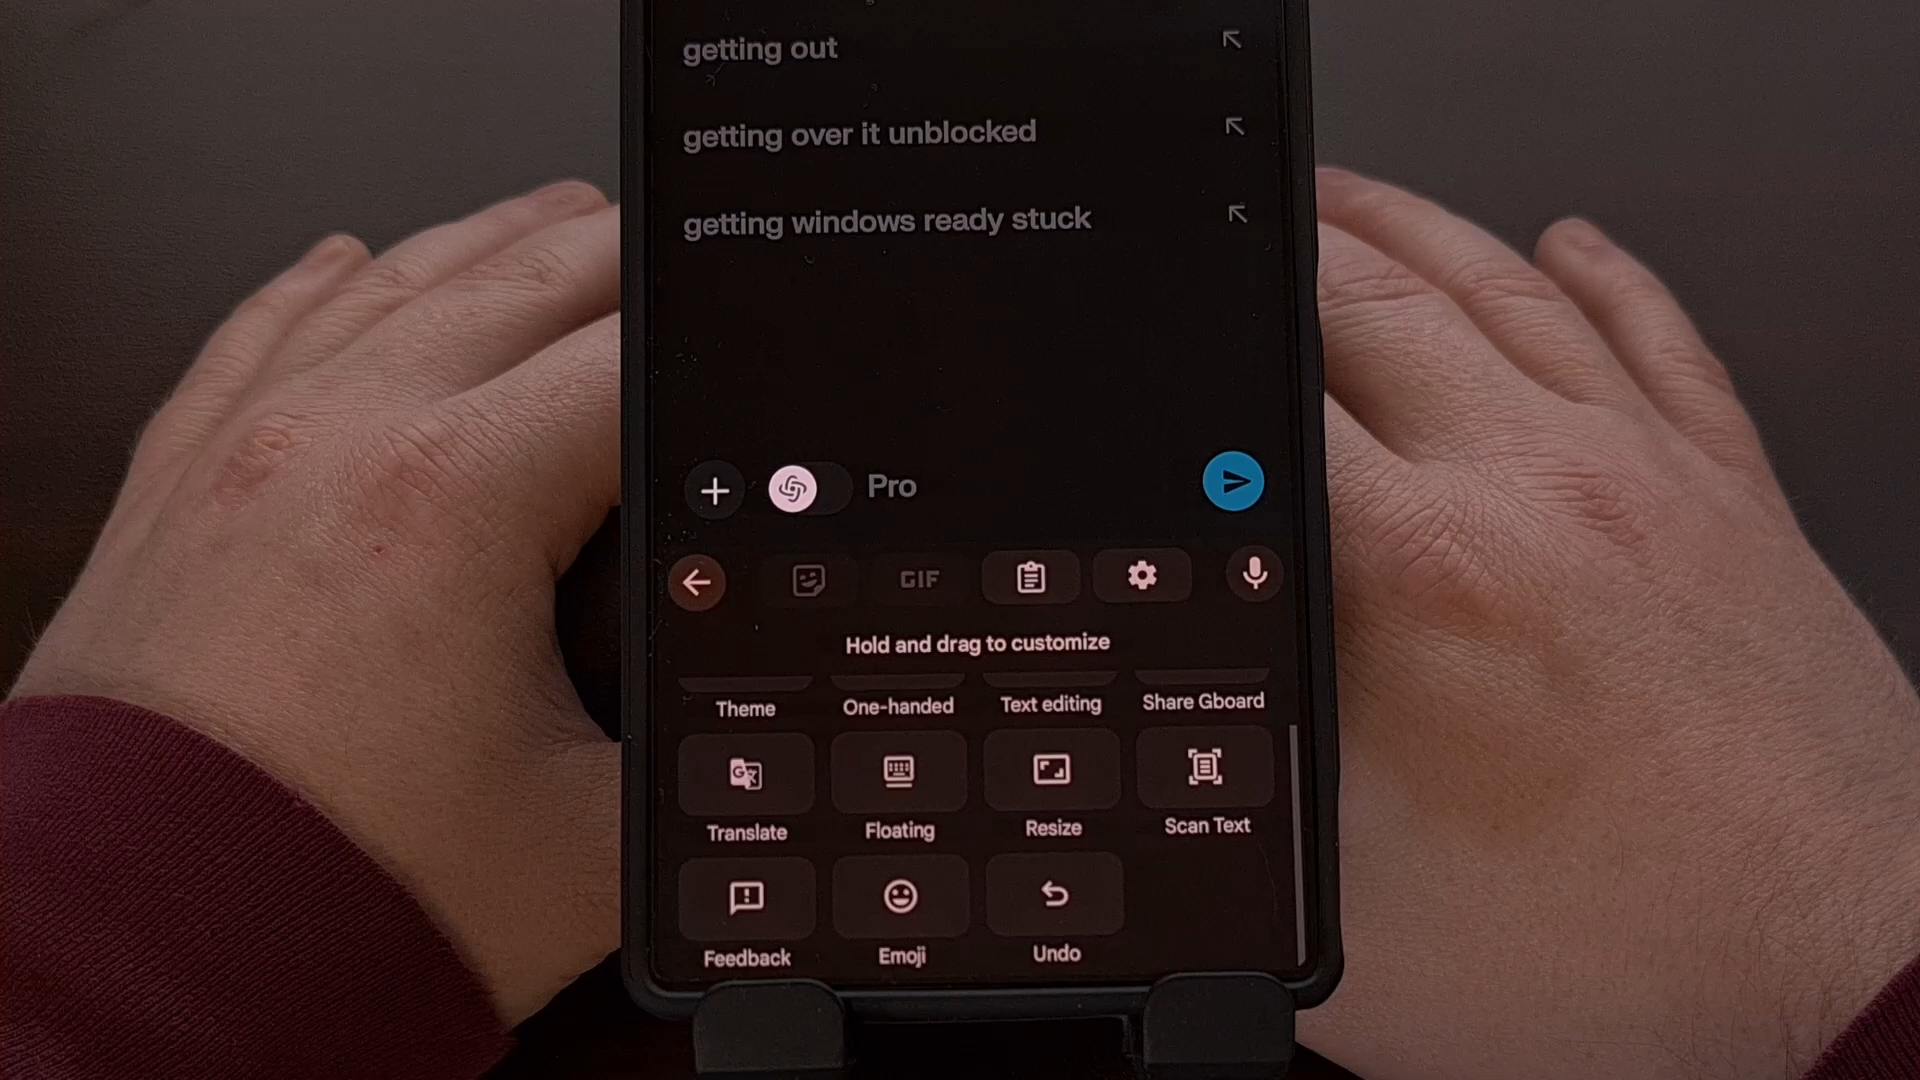 getting out
getting over it unblocked
getting windows ready stuck
Pro
GIF
Hold and drag to customize
Theme One-handed Text editing Share Gboard
Translate Floating Resize Scan Text
Feedback Emoji Undo